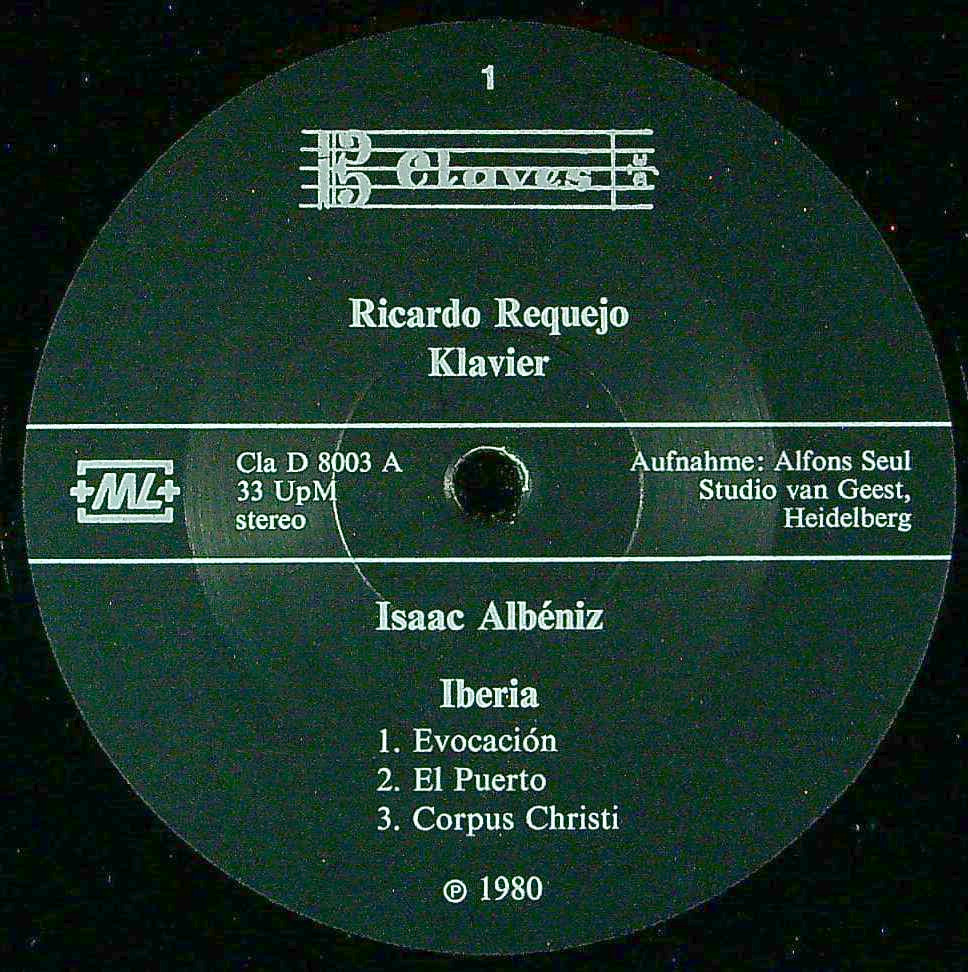 1
Claves
Ricardo Requejo
Klavier
+ML+
Cla D 8003 A
33 UpM
stereo
Aufnahme: Alfons Seul
Studio van Geest,
Heidelberg
Isaac Albéniz
Iberia
1. Evocación
2. El Puerto
3. Corpus Christi
℗ 1980